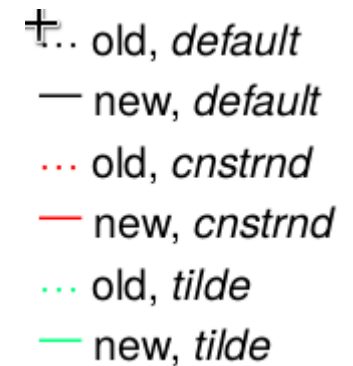 old, default
new, default
old, cnstrnd
new, cnstrnd
old, tilde
new, tilde